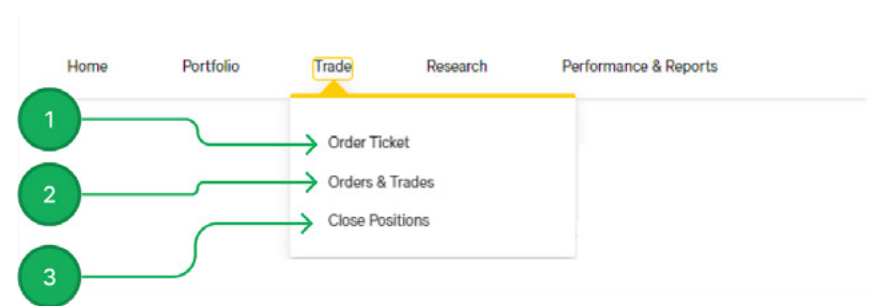 Home Portfolio Trade Research Performance & Reports
1
Order Ticket
2
Orders & Trades
Close Positions
3